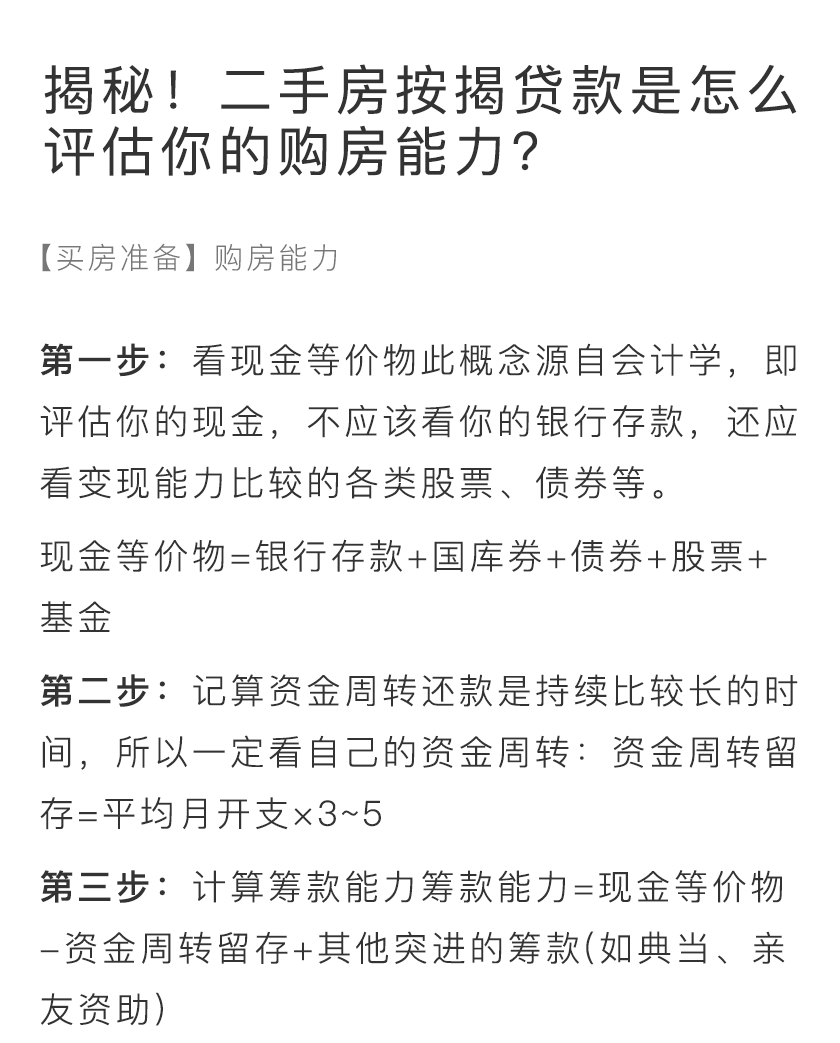 揭秘！二手房按揭贷款是怎么
评估你的购房能力？
【买房准备】购房能力
第一步：看现金等价物此概念源自会计学，即
评估你的现金，不应该看你的银行存款，还应
看变现能力比较的各类股票、债券等。
现金等价物=银行存款+国库券+债券+股票+
基金
第二步：记算资金周转还款是持续比较长的时
间，所以一定看自己的资金周转：资金周转留
存=平均月开支×3~5
第三步：计算筹款能力筹款能力=现金等价物
-资金周转留存+其他突进的筹款(如典当、亲
友资助)